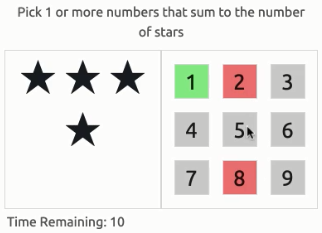 Pick 1 or more numbers that sum to the number
of stars
1 2 3
4 5 6
7 8 9
Time Remaining: 10